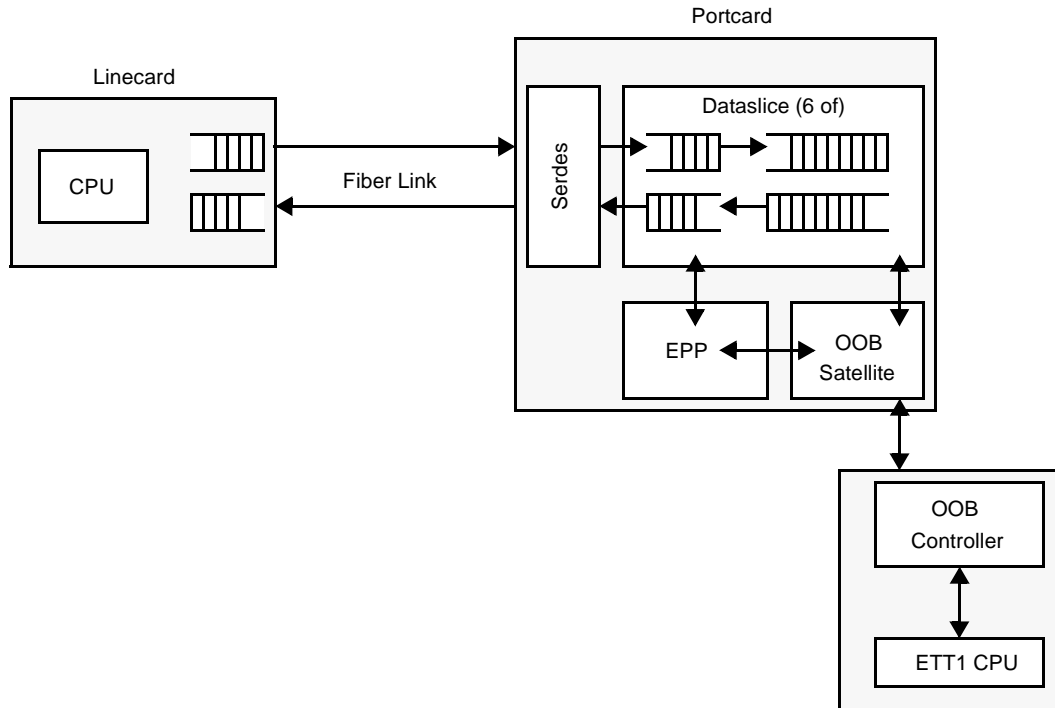 Portcard
Linecard
Dataslice (6 of)
Serdes
CPU
Fiber Link
EPP
OOB
Satellite
OOB
Controller
ETT1 CPU